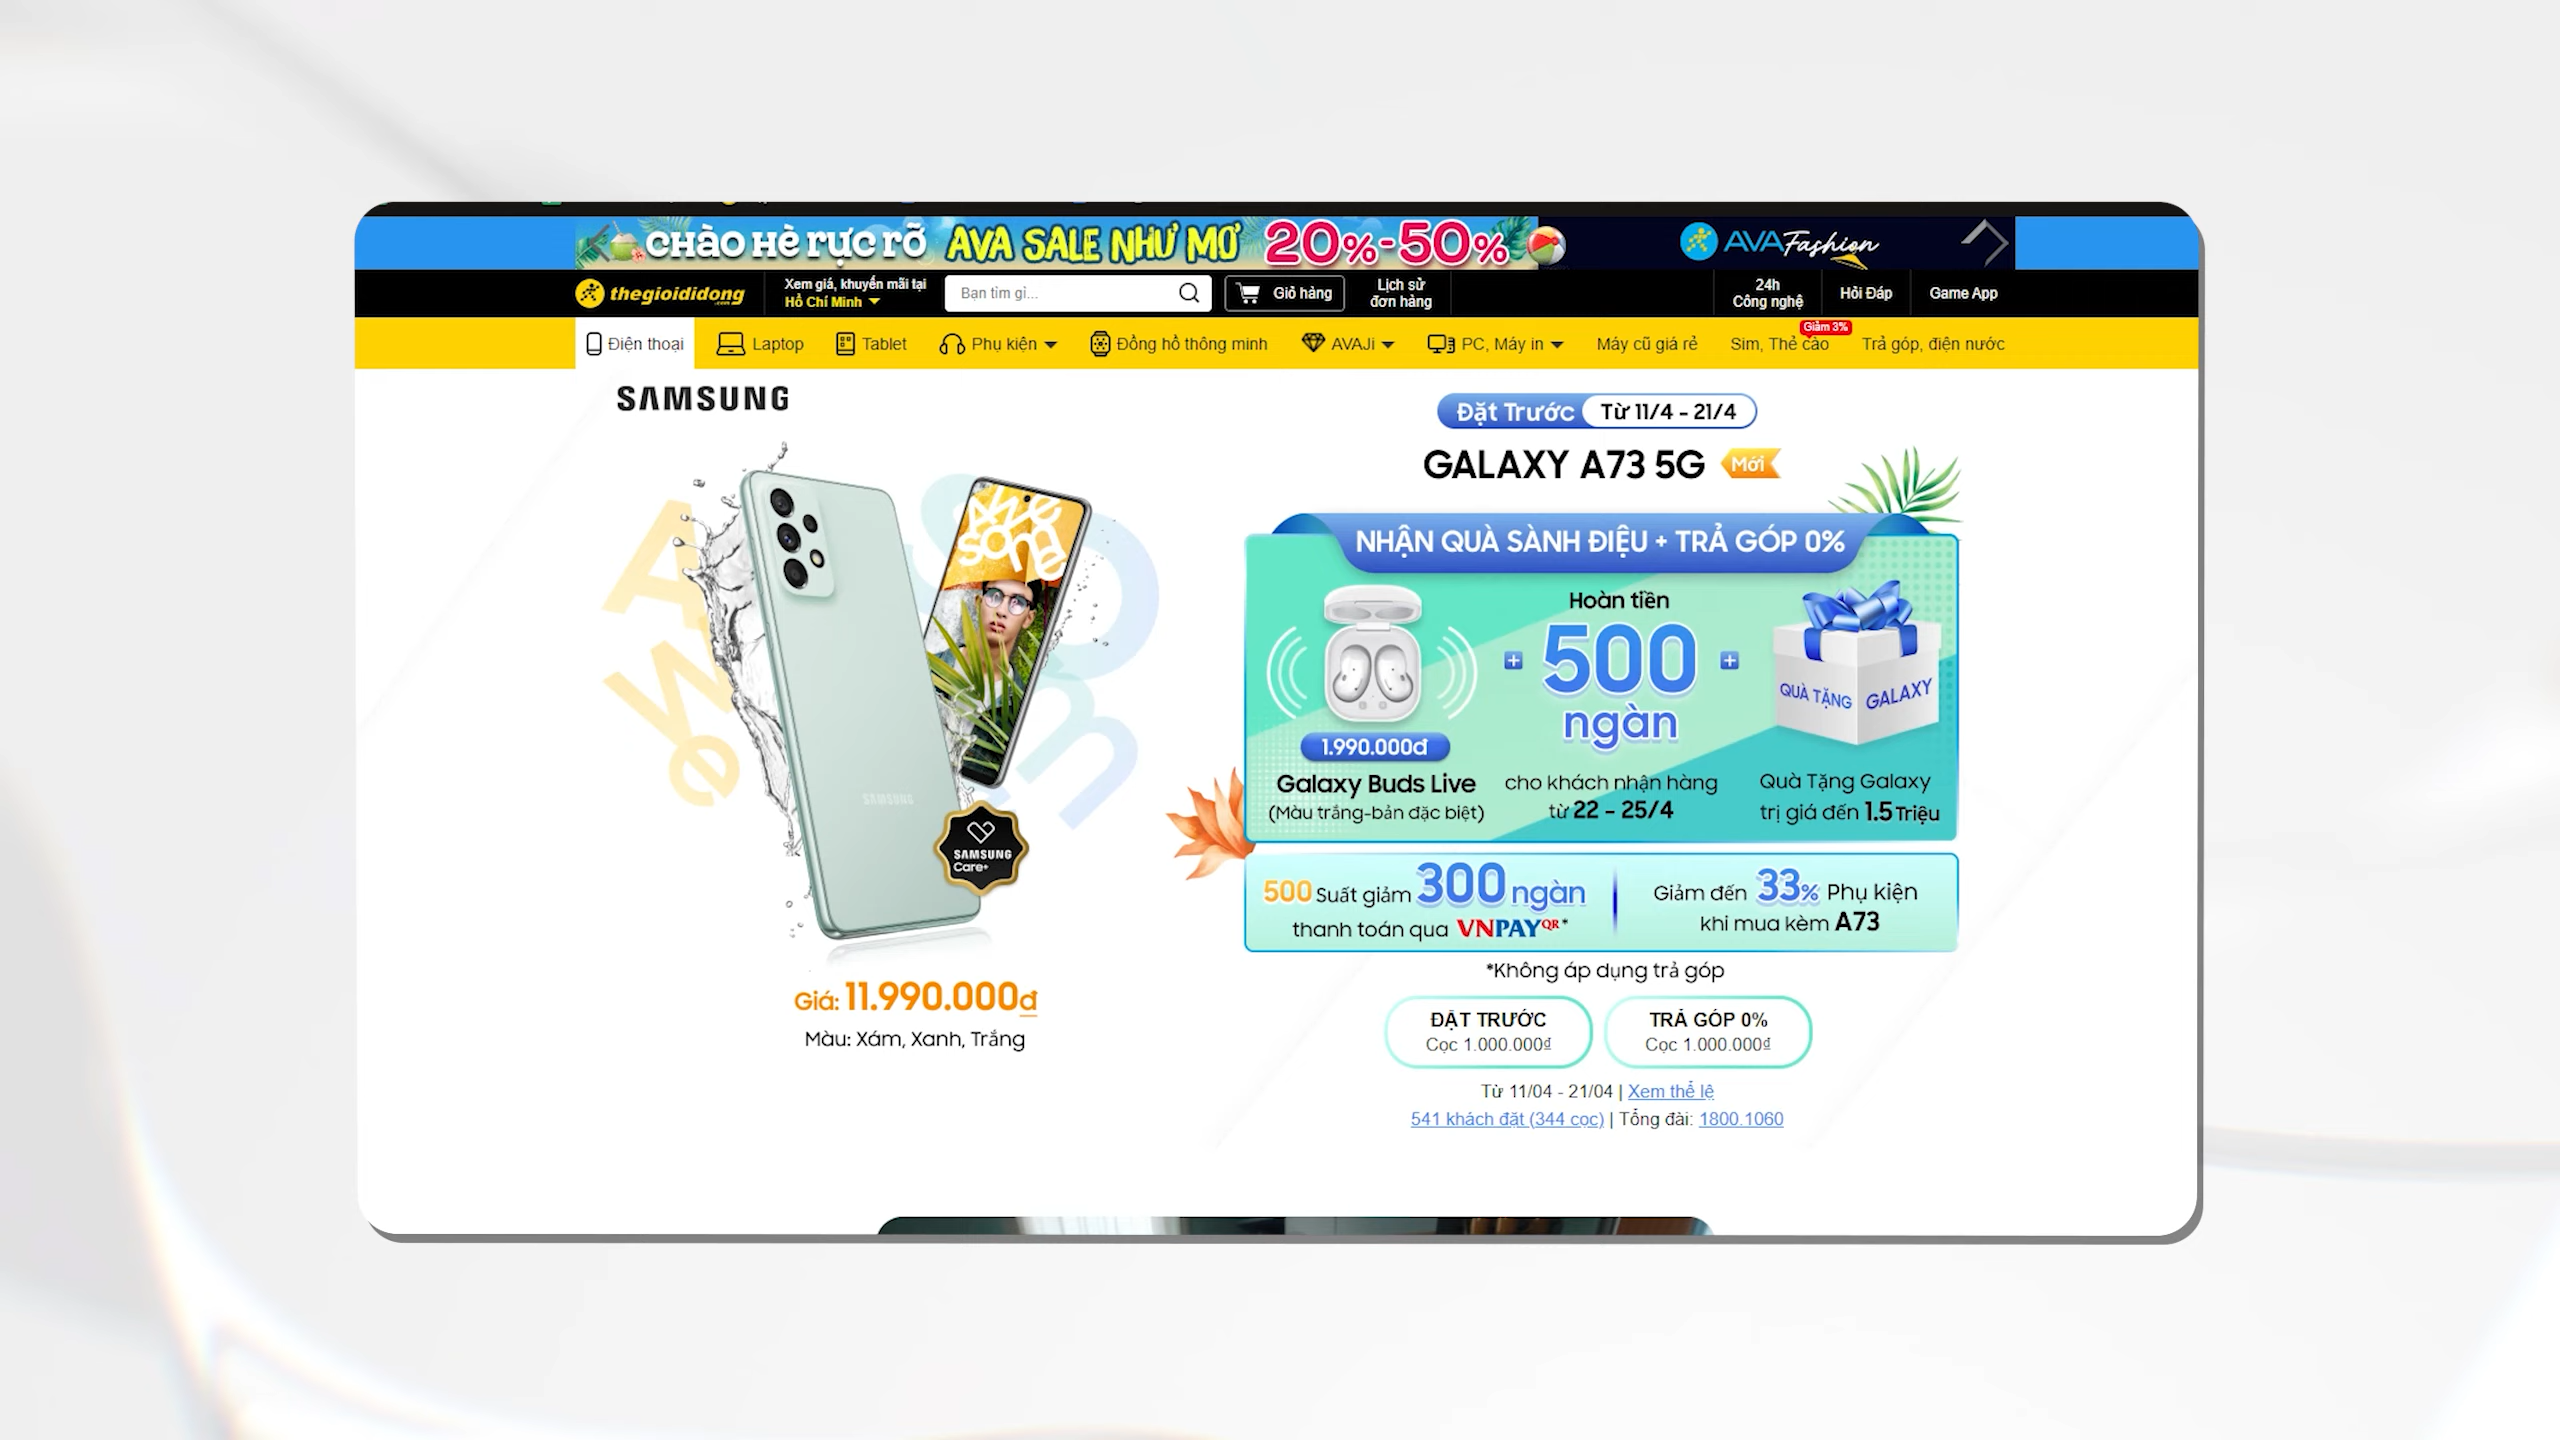 CHÀO HÈ RỰC RỠ AVA SALE NHƯ MƠ 20%-50% AVAFashion
thegioididong.com
Xem giá, khuyến mãi tại
Hồ Chí Minh
Bạn tìm gì...
Giỏ hàng
Lịch sử
đơn hàng
24h
Công nghệ
Hỏi Đáp
Game App
Điện thoại Laptop Tablet Phụ kiện Đồng hồ thông minh AVAJi PC, Máy in Máy cũ giá rẻ Sim, Thẻ cào Trả góp, điện nước
Giảm 3%
SAMSUNG
Awesome
Awesome
SAMSUNG
SAMSUNG
Care+
Giá: 11.990.000đ
Màu: Xám, Xanh, Trắng
Đặt Trước Từ 11/4 - 21/4
GALAXY A73 5G Mới
NHẬN QUÀ SÀNH ĐIỆU + TRẢ GÓP 0%
1.990.000đ
Galaxy Buds Live
(Màu trắng-bản đặc biệt)
+
Hoàn tiền
500
ngàn
cho khách nhận hàng
từ 22 - 25/4
+
QUÀ TẶNG GALAXY
Quà Tặng Galaxy
trị giá đến 1.5 Triệu
500 Suất giảm 300 ngàn
thanh toán qua VNPAYQR*
Giảm đến 33% Phụ kiện
khi mua kèm A73
*Không áp dụng trả góp
ĐẶT TRƯỚC
Cọc 1.000.000₫
TRẢ GÓP 0%
Cọc 1.000.000₫
Từ 11/04 - 21/04 | Xem thể lệ
541 khách đặt (344 cọc) | Tổng đài: 1800.1060